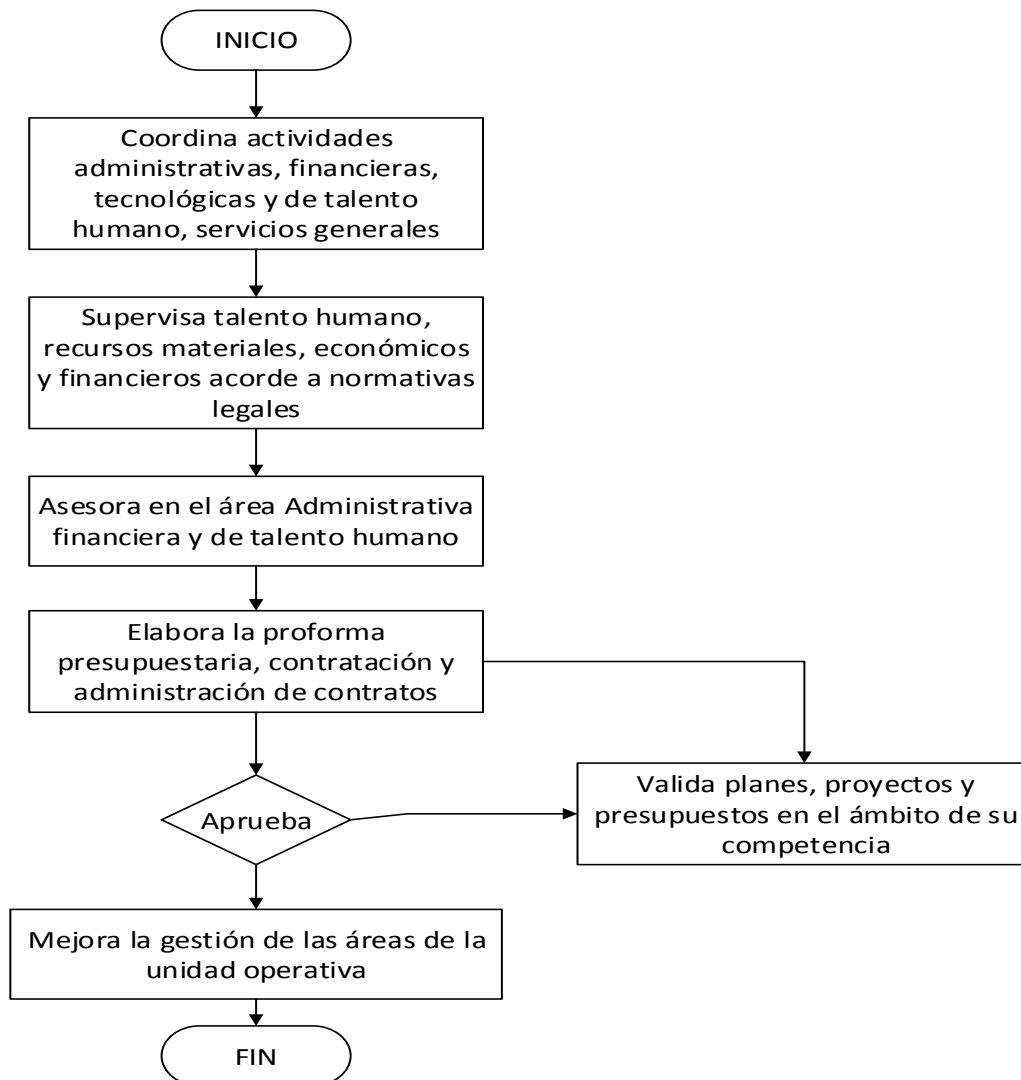 INICIO
Coordina actividades
administrativas, financieras,
tecnológicas y de talento
humano, servicios generales
Supervisa talento humano,
recursos materiales, económicos
y financieros acorde a normativas
legales
Asesora en el área Administrativa
financiera y de talento humano
Elabora la proforma
presupuestaria, contratación y
administración de contratos
Aprueba
Valida planes, proyectos y
presupuestos en el ámbito de su
competencia
Mejora la gestión de las áreas de la
unidad operativa
FIN